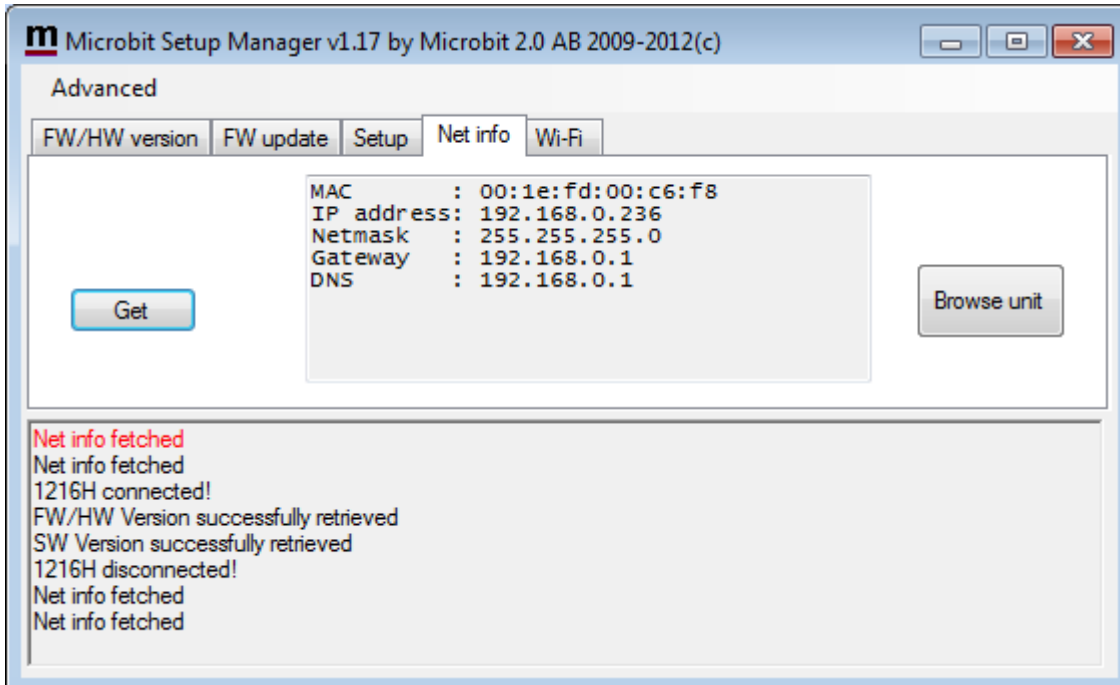 m Microbit Setup Manager v1.17 by Microbit 2.0 AB 2009-2012(c)
Advanced
FW/HW version FW update Setup Net info Wi-Fi
MAC : 00:1e:fd:00:c6:f8
IP address: 192.168.0.236
Netmask : 255.255.255.0
Gateway : 192.168.0.1
DNS : 192.168.0.1
Get
Browse unit
Net info fetched
Net info fetched
1216H connected!
FW/HW Version successfully retrieved
SW Version successfully retrieved
1216H disconnected!
Net info fetched
Net info fetched